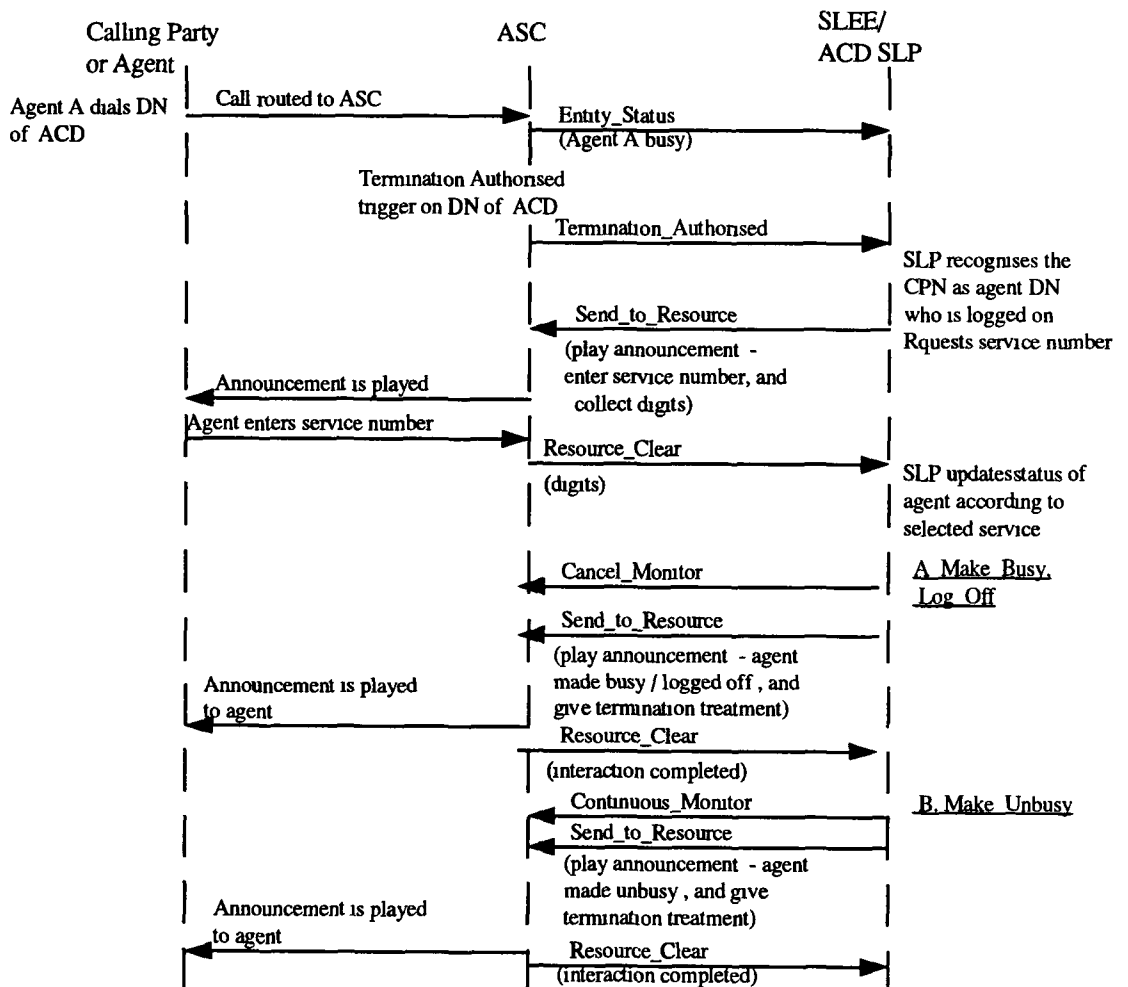 Calling Party
or Agent
ASC
SLEE/
ACD SLP
Agent A dials DN
of ACD
Call routed to ASC
Entity_Status
(Agent A busy)
Termination Authorised
trigger on DN of ACD
Termination_Authorised
SLP recognises the
CPN as agent DN
who is logged on
Rquests service number
Send_to_Resource
(play announcement -
enter service number, and
collect digits)
Announcement is played
Agent enters service number
Resource_Clear
(digits)
SLP updatesstatus of
agent according to
selected service
Cancel_Monitor
A Make Busy,
Log Off
Send_to_Resource
(play announcement - agent
made busy / logged off , and
give termination treatment)
Announcement is played
to agent
Resource_Clear
(interaction completed)
Continuous_Monitor
B. Make Unbusy
Send_to_Resource
(play announcement - agent
made unbusy , and give
termination treatment)
Announcement is played
to agent
Resource_Clear
(interaction completed)